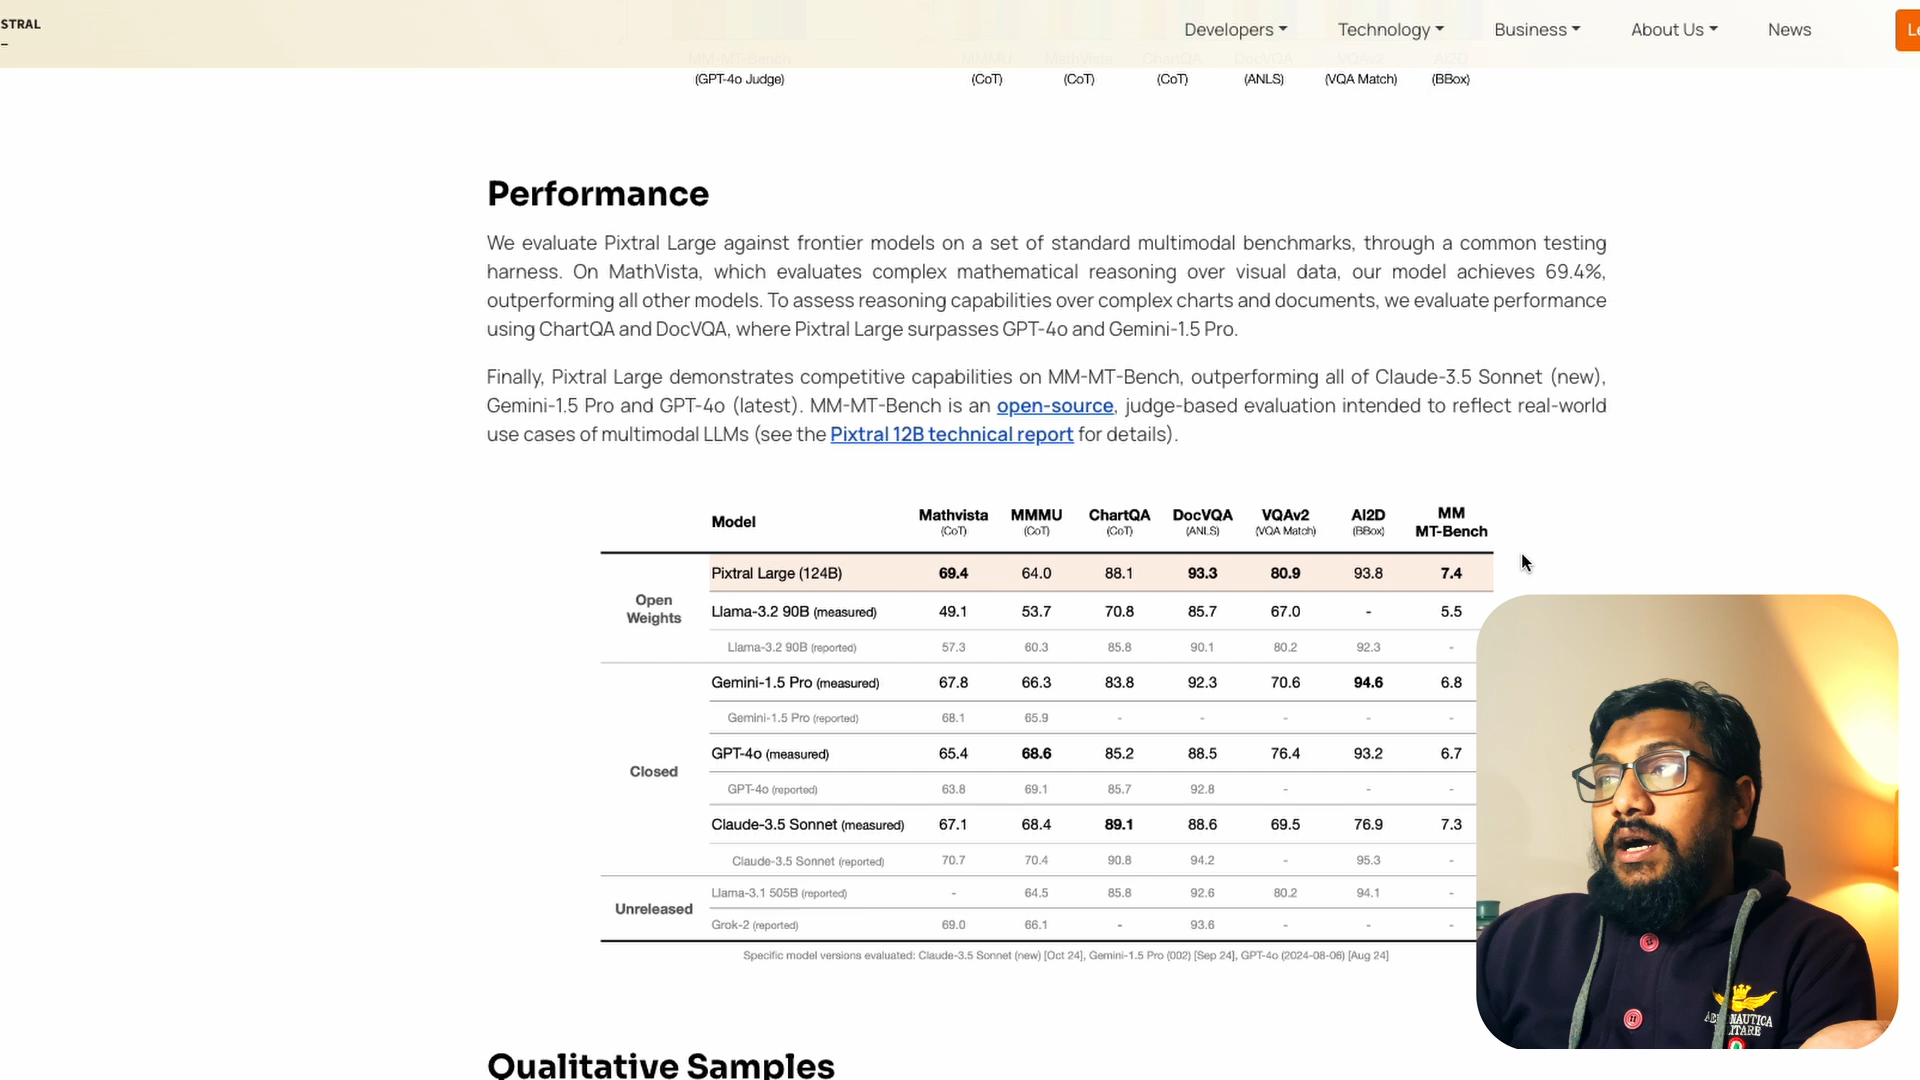 STRAL
Developers
Technology
Business
About Us
News
Le
MM-MT-Bench MMMU MathVista ChartQA DocVQA VQAv2 AI2D
(GPT-4o Judge) (CoT) (CoT) (CoT) (ANLS) (VQA Match) (BBox)
Performance
We evaluate Pixtral Large against frontier models on a set of standard multimodal benchmarks, through a common testing
harness. On MathVista, which evaluates complex mathematical reasoning over visual data, our model achieves 69.4%,
outperforming all other models. To assess reasoning capabilities over complex charts and documents, we evaluate performance
using ChartQA and DocVQA, where Pixtral Large surpasses GPT-4o and Gemini-1.5 Pro.
Finally, Pixtral Large demonstrates competitive capabilities on MM-MT-Bench, outperforming all of Claude-3.5 Sonnet (new),
Gemini-1.5 Pro and GPT-4o (latest). MM-MT-Bench is an open-source, judge-based evaluation intended to reflect real-world
use cases of multimodal LLMs (see the Pixtral 12B technical report for details).
Model Mathvista MMMU ChartQA DocVQA VQAv2 AI2D MM
(CoT) (CoT) (CoT) (ANLS) (VQA Match) (BBox) MT-Bench
Open
Weights
Pixtral Large (124B) 69.4 64.0 88.1 93.3 80.9 93.8 7.4
Llama-3.2 90B (measured) 49.1 53.7 70.8 85.7 67.0 - 5.5
Llama-3.2 90B (reported) 57.3 60.3 85.8 90.1 80.2 92.3 -
Closed
Gemini-1.5 Pro (measured) 67.8 66.3 83.8 92.3 70.6 94.6 6.8
Gemini-1.5 Pro (reported) 68.1 65.9 - - - - -
GPT-4o (measured) 65.4 68.6 85.2 88.5 76.4 93.2 6.7
GPT-4o (reported) 63.8 69.1 85.7 92.8 - - -
Claude-3.5 Sonnet (measured) 67.1 68.4 89.1 88.6 69.5 76.9 7.3
Claude-3.5 Sonnet (reported) 70.7 70.4 90.8 94.2 - 95.3 -
Unreleased
Llama-3.1 505B (reported) - 64.5 85.8 92.6 80.2 94.1 -
Grok-2 (reported) 69.0 66.1 - 93.6 - - -
Specific model versions evaluated: Claude-3.5 Sonnet (new) [Oct 24], Gemini-1.5 Pro (002) [Sep 24], GPT-4o (2024-08-06) [Aug 24]
Qualitative Samples